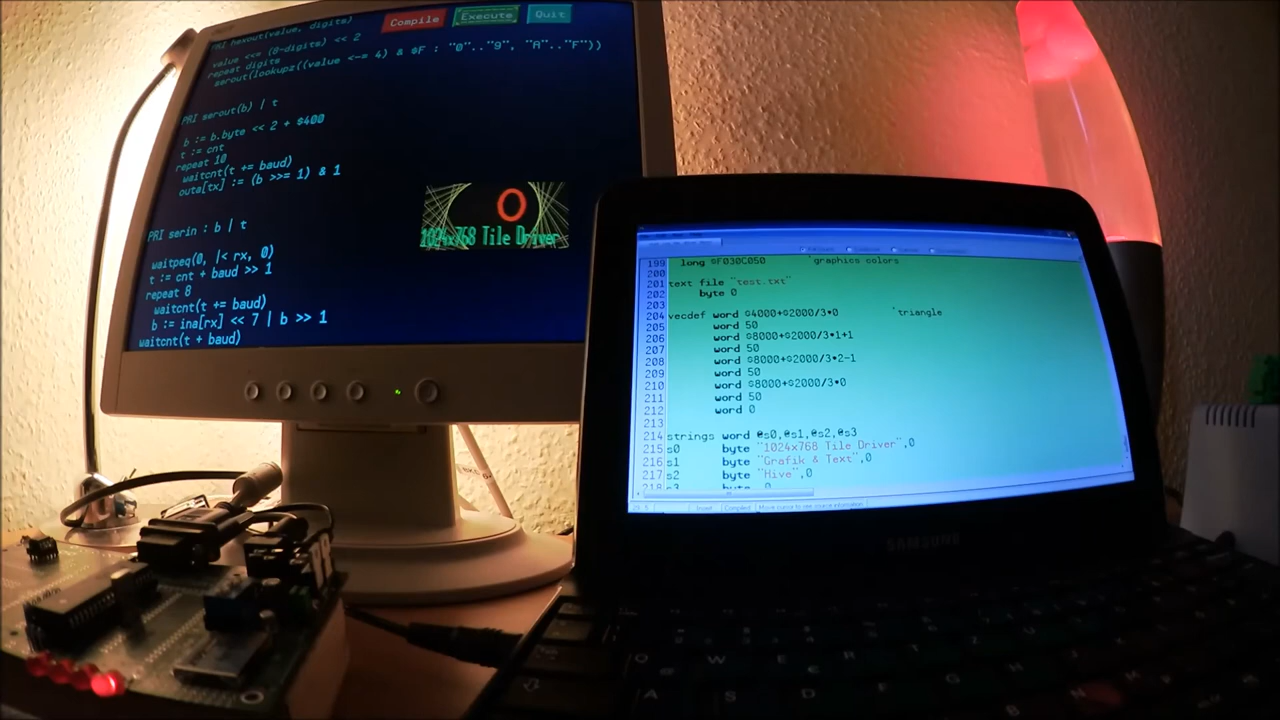 Compile Execute Quit
PRI hexout(value, digits)
value <<= (8-digits) << 2
repeat digits
serout(lookupz((value <-= 4) & $F : "0".."9", "A".."F"))
PRI serout(b) | t
b := b.byte << 2 + $400
t := cnt
repeat 10
waitcnt(t += baud)
outa[tx] := (b >>= 1) & 1
PRI serin : b | t
waitpeq(0, |< rx, 0)
t := cnt + baud >> 1
repeat 8
waitcnt(t += baud)
b := ina[rx] << 7 | b >> 1
waitcnt(t + baud)
1024x768 Tile Driver
199 long $F030C050 'graphics colors
200
201 text file "test.txt"
202 byte 0
203
204 vecdef word $4000+$2000/3*0 'triangle
205 word 50
206 word $8000+$2000/3*1+1
207 word 50
208 word $8000+$2000/3*2-1
209 word 50
210 word $8000+$2000/3*0
211 word 50
212 word 0
213
214 strings word @s0,@s1,@s2,@s3
215 s0 byte "1024x768 Tile Driver",0
216 s1 byte "Grafik & Text",0
217 s2 byte "Hive",0
218 s3 byte 0
Insert Compiled
SAMSUNG
Q W E R T Z
A S D F G